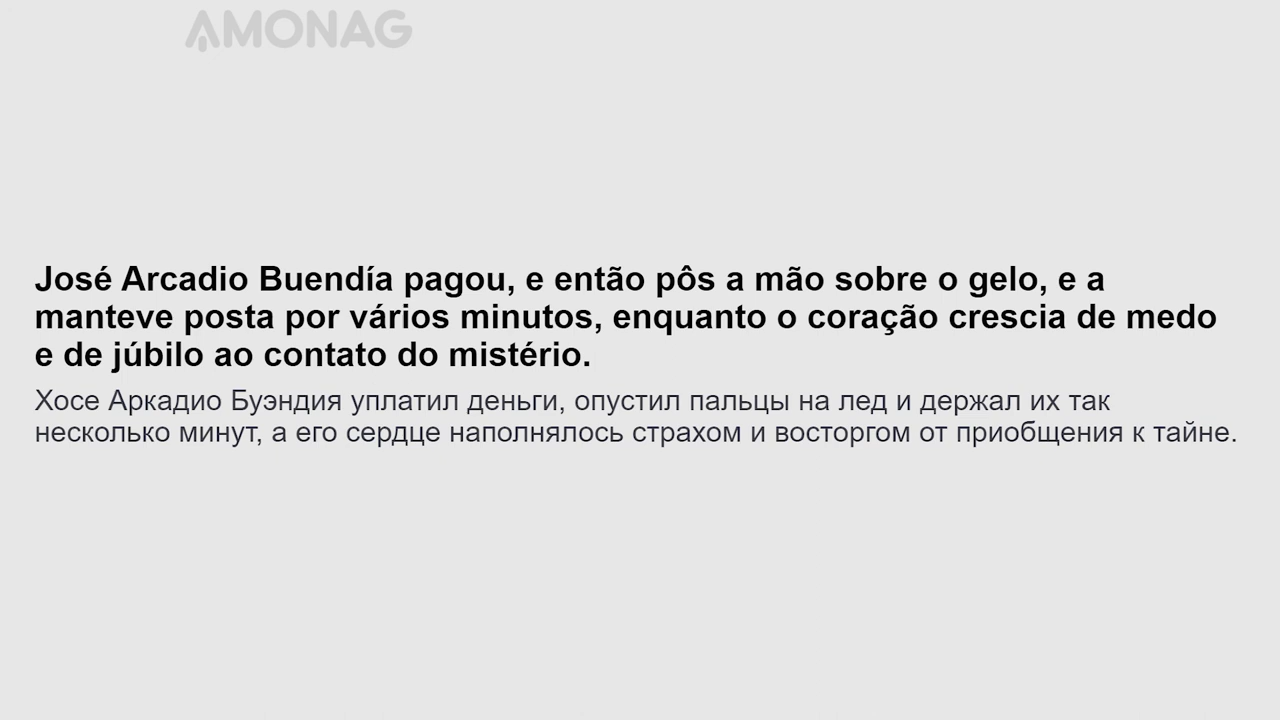 AMONAG
José Arcadio Buendía pagou, e então pôs a mão sobre o gelo, e a
manteve posta por vários minutos, enquanto o coração crescia de medo
e de júbilo ao contato do mistério.
Хосе Аркадио Буэндия уплатил деньги, опустил пальцы на лед и держал их так
несколько минут, а его сердце наполнялось страхом и восторгом от приобщения к тайне.